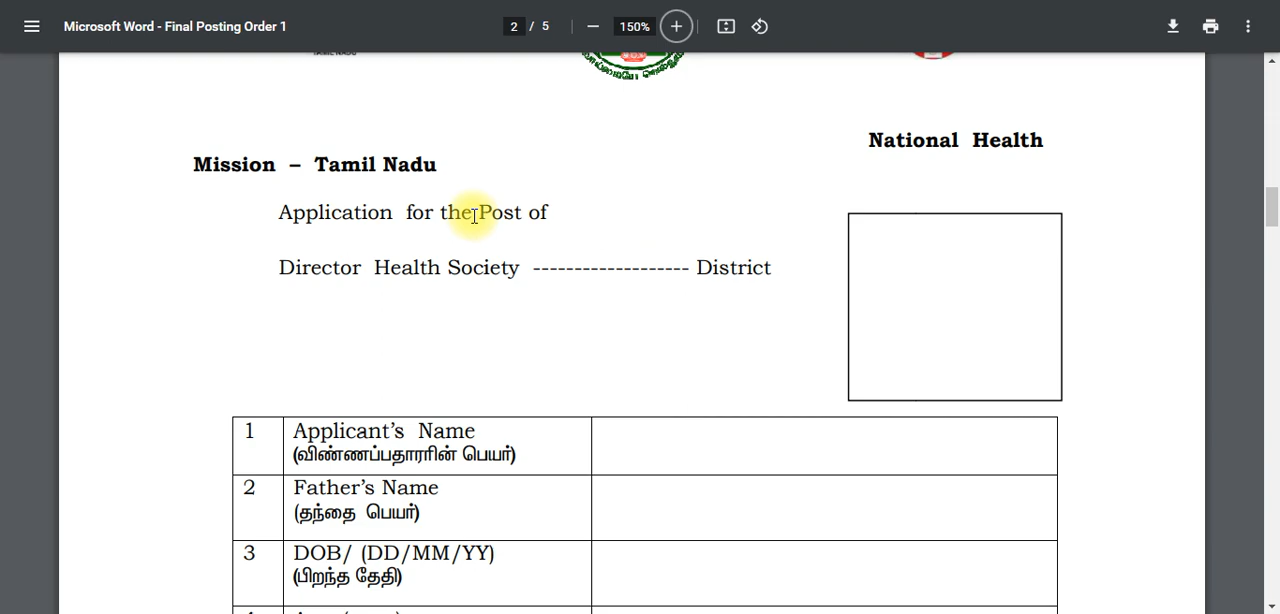 Microsoft Word - Final Posting Order 1
2 / 5
150%
National Health
Mission – Tamil Nadu
Application for the Post of
Director Health Society ------------------- District
1 Applicant's Name
(விண்ணப்பதாரரின் பெயர்)
2 Father's Name
(தந்தை பெயர்)
3 DOB/ (DD/MM/YY)
(பிறந்த தேதி)